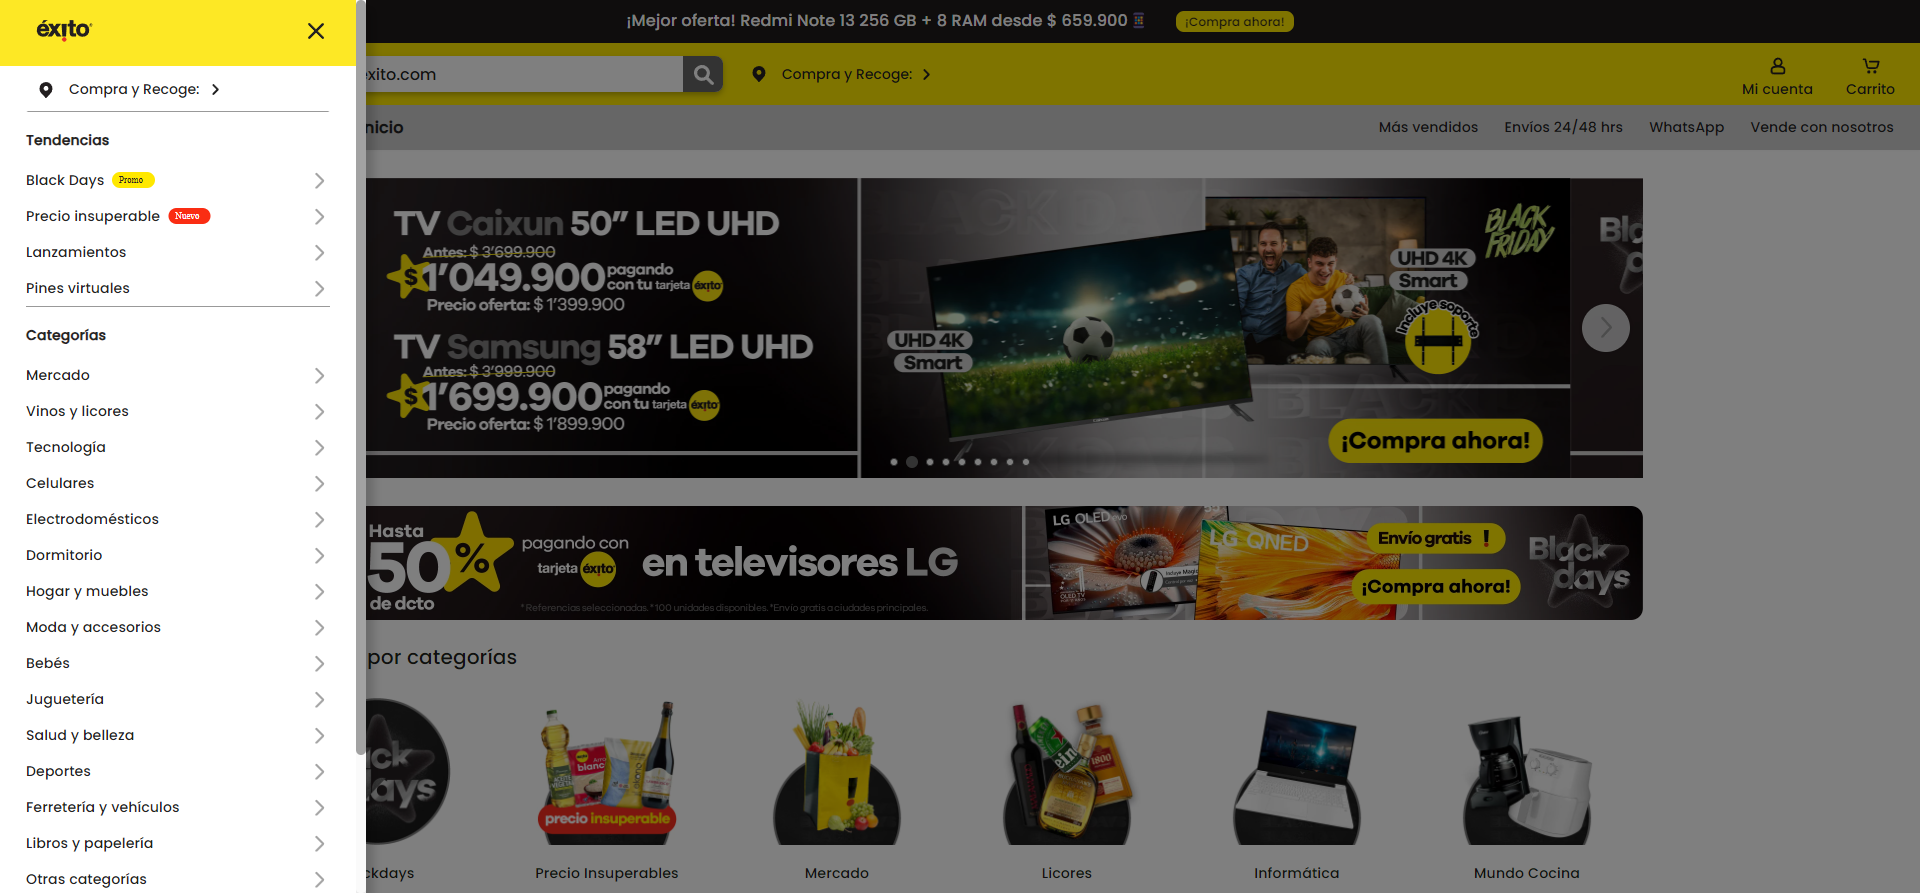 éxito
Compra y Recoge:
Tendencias
Black Days Promo
Precio insuperable Nuevo
Lanzamientos
Pines virtuales
Categorías
Mercado
Vinos y licores
Tecnología
Celulares
Electrodomésticos
Dormitorio
Hogar y muebles
Moda y accesorios
Bebés
Juguetería
Salud y belleza
Deportes
Ferretería y vehículos
Libros y papelería
Otras categorías
¡Mejor oferta! Redmi Note 13 256 GB + 8 RAM desde $ 659.900 ¡Compra ahora!
exito.com
Compra y Recoge:
Mi cuenta
Carrito
nicio
Más vendidos
Envíos 24/48 hrs
WhatsApp
Vende con nosotros
TV Caixun 50” LED UHD
Antes: $ 3’699.900
$1’049.900 pagando con tu tarjeta éxito
Precio oferta: $ 1’399.900
TV Samsung 58” LED UHD
Antes: $ 3’999.900
$1’699.900 pagando con tu tarjeta éxito
Precio oferta: $ 1’899.900
UHD 4K
Smart
BLACK FRIDAY
UHD 4K
Smart
Incluye soporte
¡Compra ahora!
Hasta
50%
de dcto
pagando con
tarjeta éxito
en televisores LG
*Referencias seleccionadas. *100 unidades disponibles. *Envío gratis a ciudades principales.
LG OLED evo
LG QNED
Envío gratis
¡Compra ahora!
Black days
por categorías
ck
ays
precio insuperable
1800
ckdays
Precio Insuperables
Mercado
Licores
Informática
Mundo Cocina